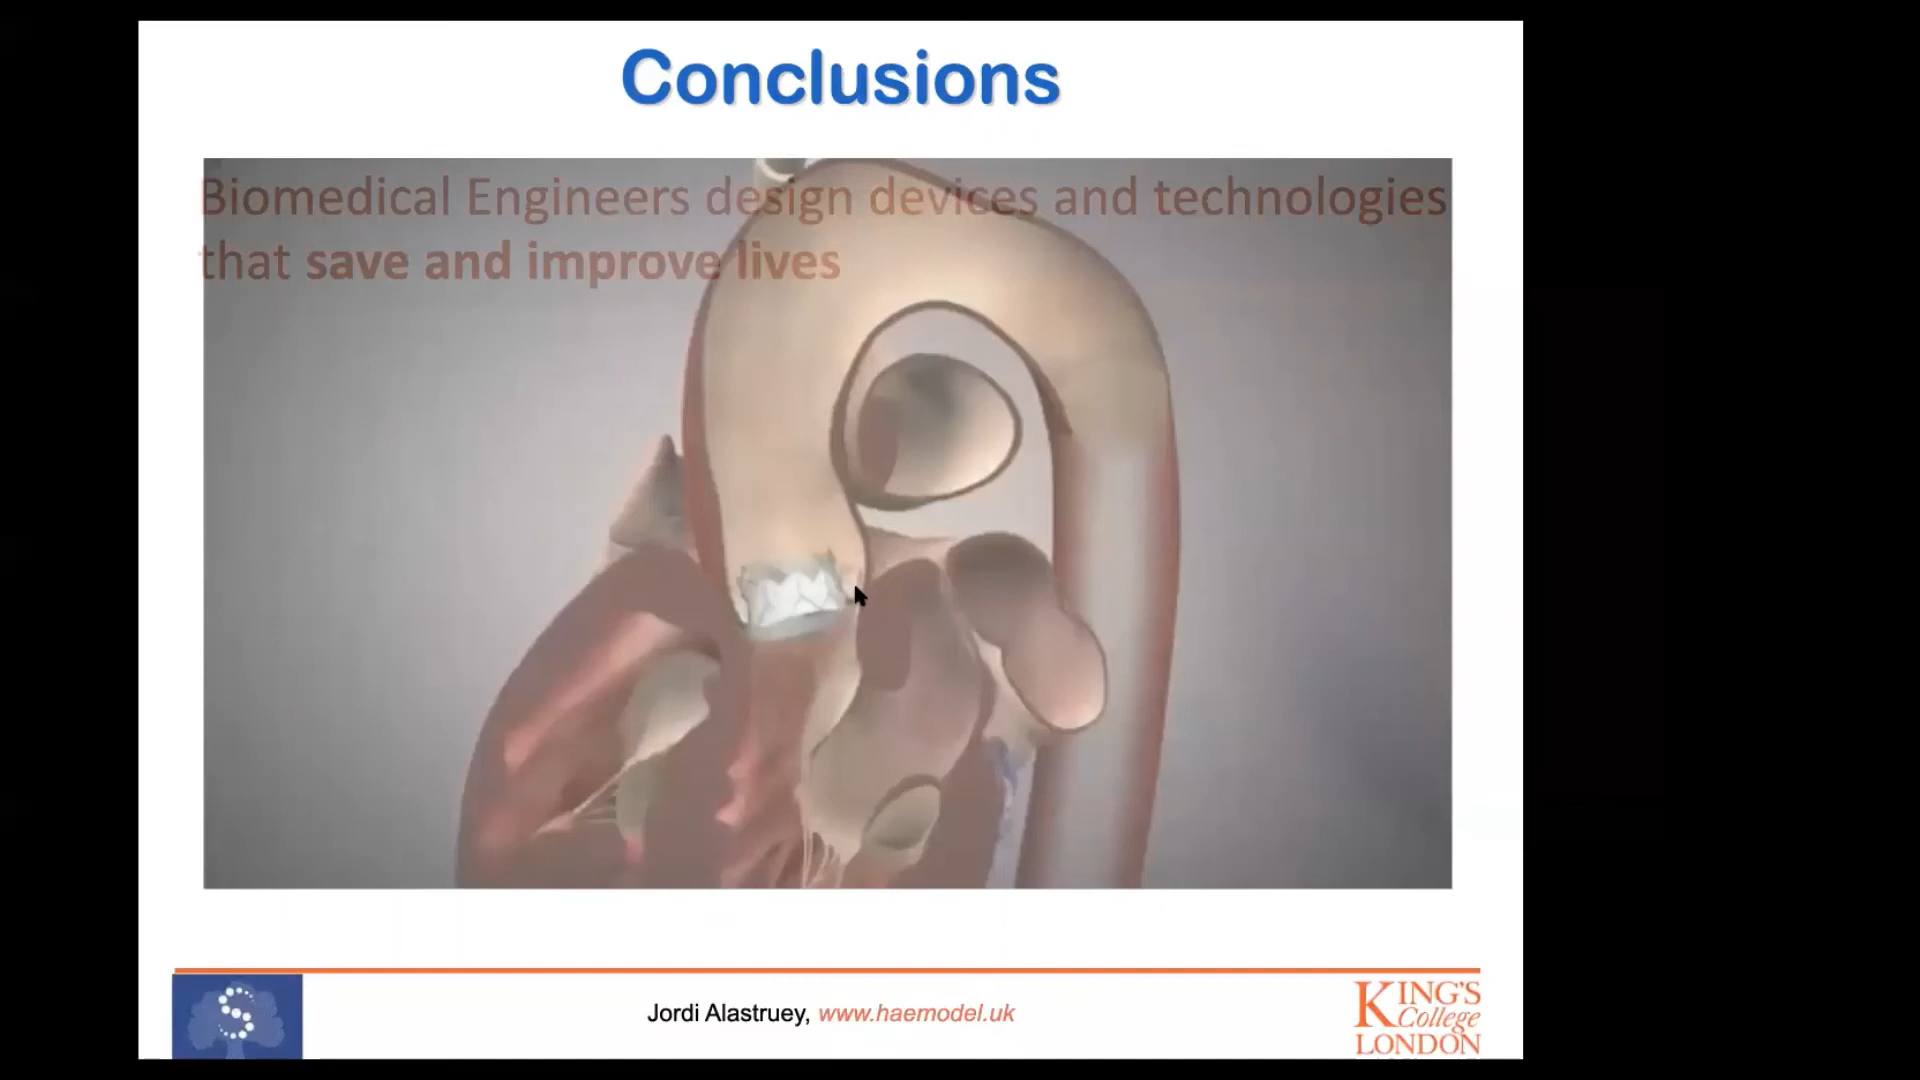 Conclusions
Biomedical Engineers design devices and technologies
that save and improve lives
Jordi Alastruey, www.haemodel.uk
KING'S
College
LONDON